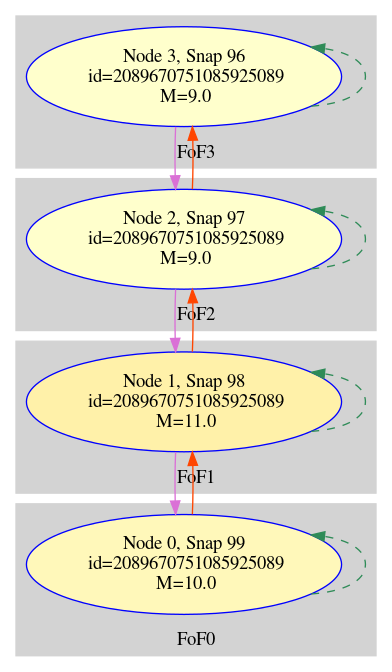 Node 3, Snap 96
id=2089670751085925089
M=9.0
FoF3
Node 2, Snap 97
id=2089670751085925089
M=9.0
FoF2
Node 1, Snap 98
id=2089670751085925089
M=11.0
FoF1
Node 0, Snap 99
id=2089670751085925089
M=10.0
FoF0